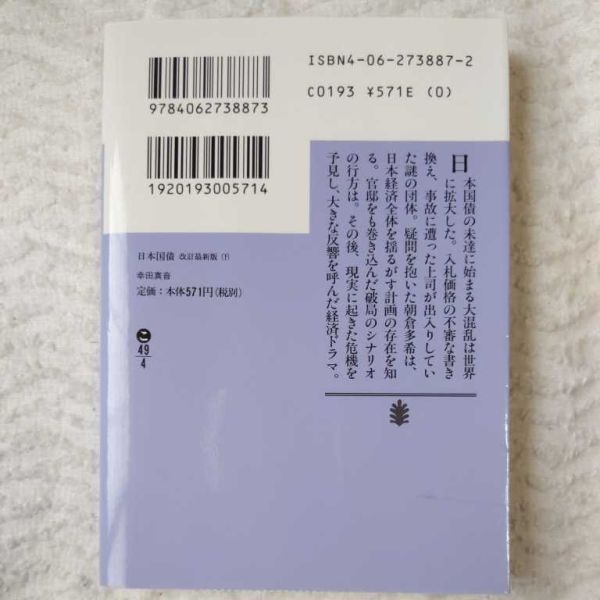 ISBN4-06-273887-2
C0193 ¥571E (0)
9784062738873
1920193005714
日本国債の未達に始まる大混乱は世界
に拡大した。入札価格の不審な書き
換え、事故に遭った上司が出入りしてい
た謎の団体。疑問を抱いた朝倉多希は、
日本経済全体を揺るがす計画の存在を知
る。官邸をも巻き込んだ破局のシナリオ
の行方は。その後、現実に起きた危機を
予見し、大きな反響を呼んだ経済ドラマ。
日本国債 改訂最新版 (下)
幸田真音
定価：本体571円(税別)
こ
49
4